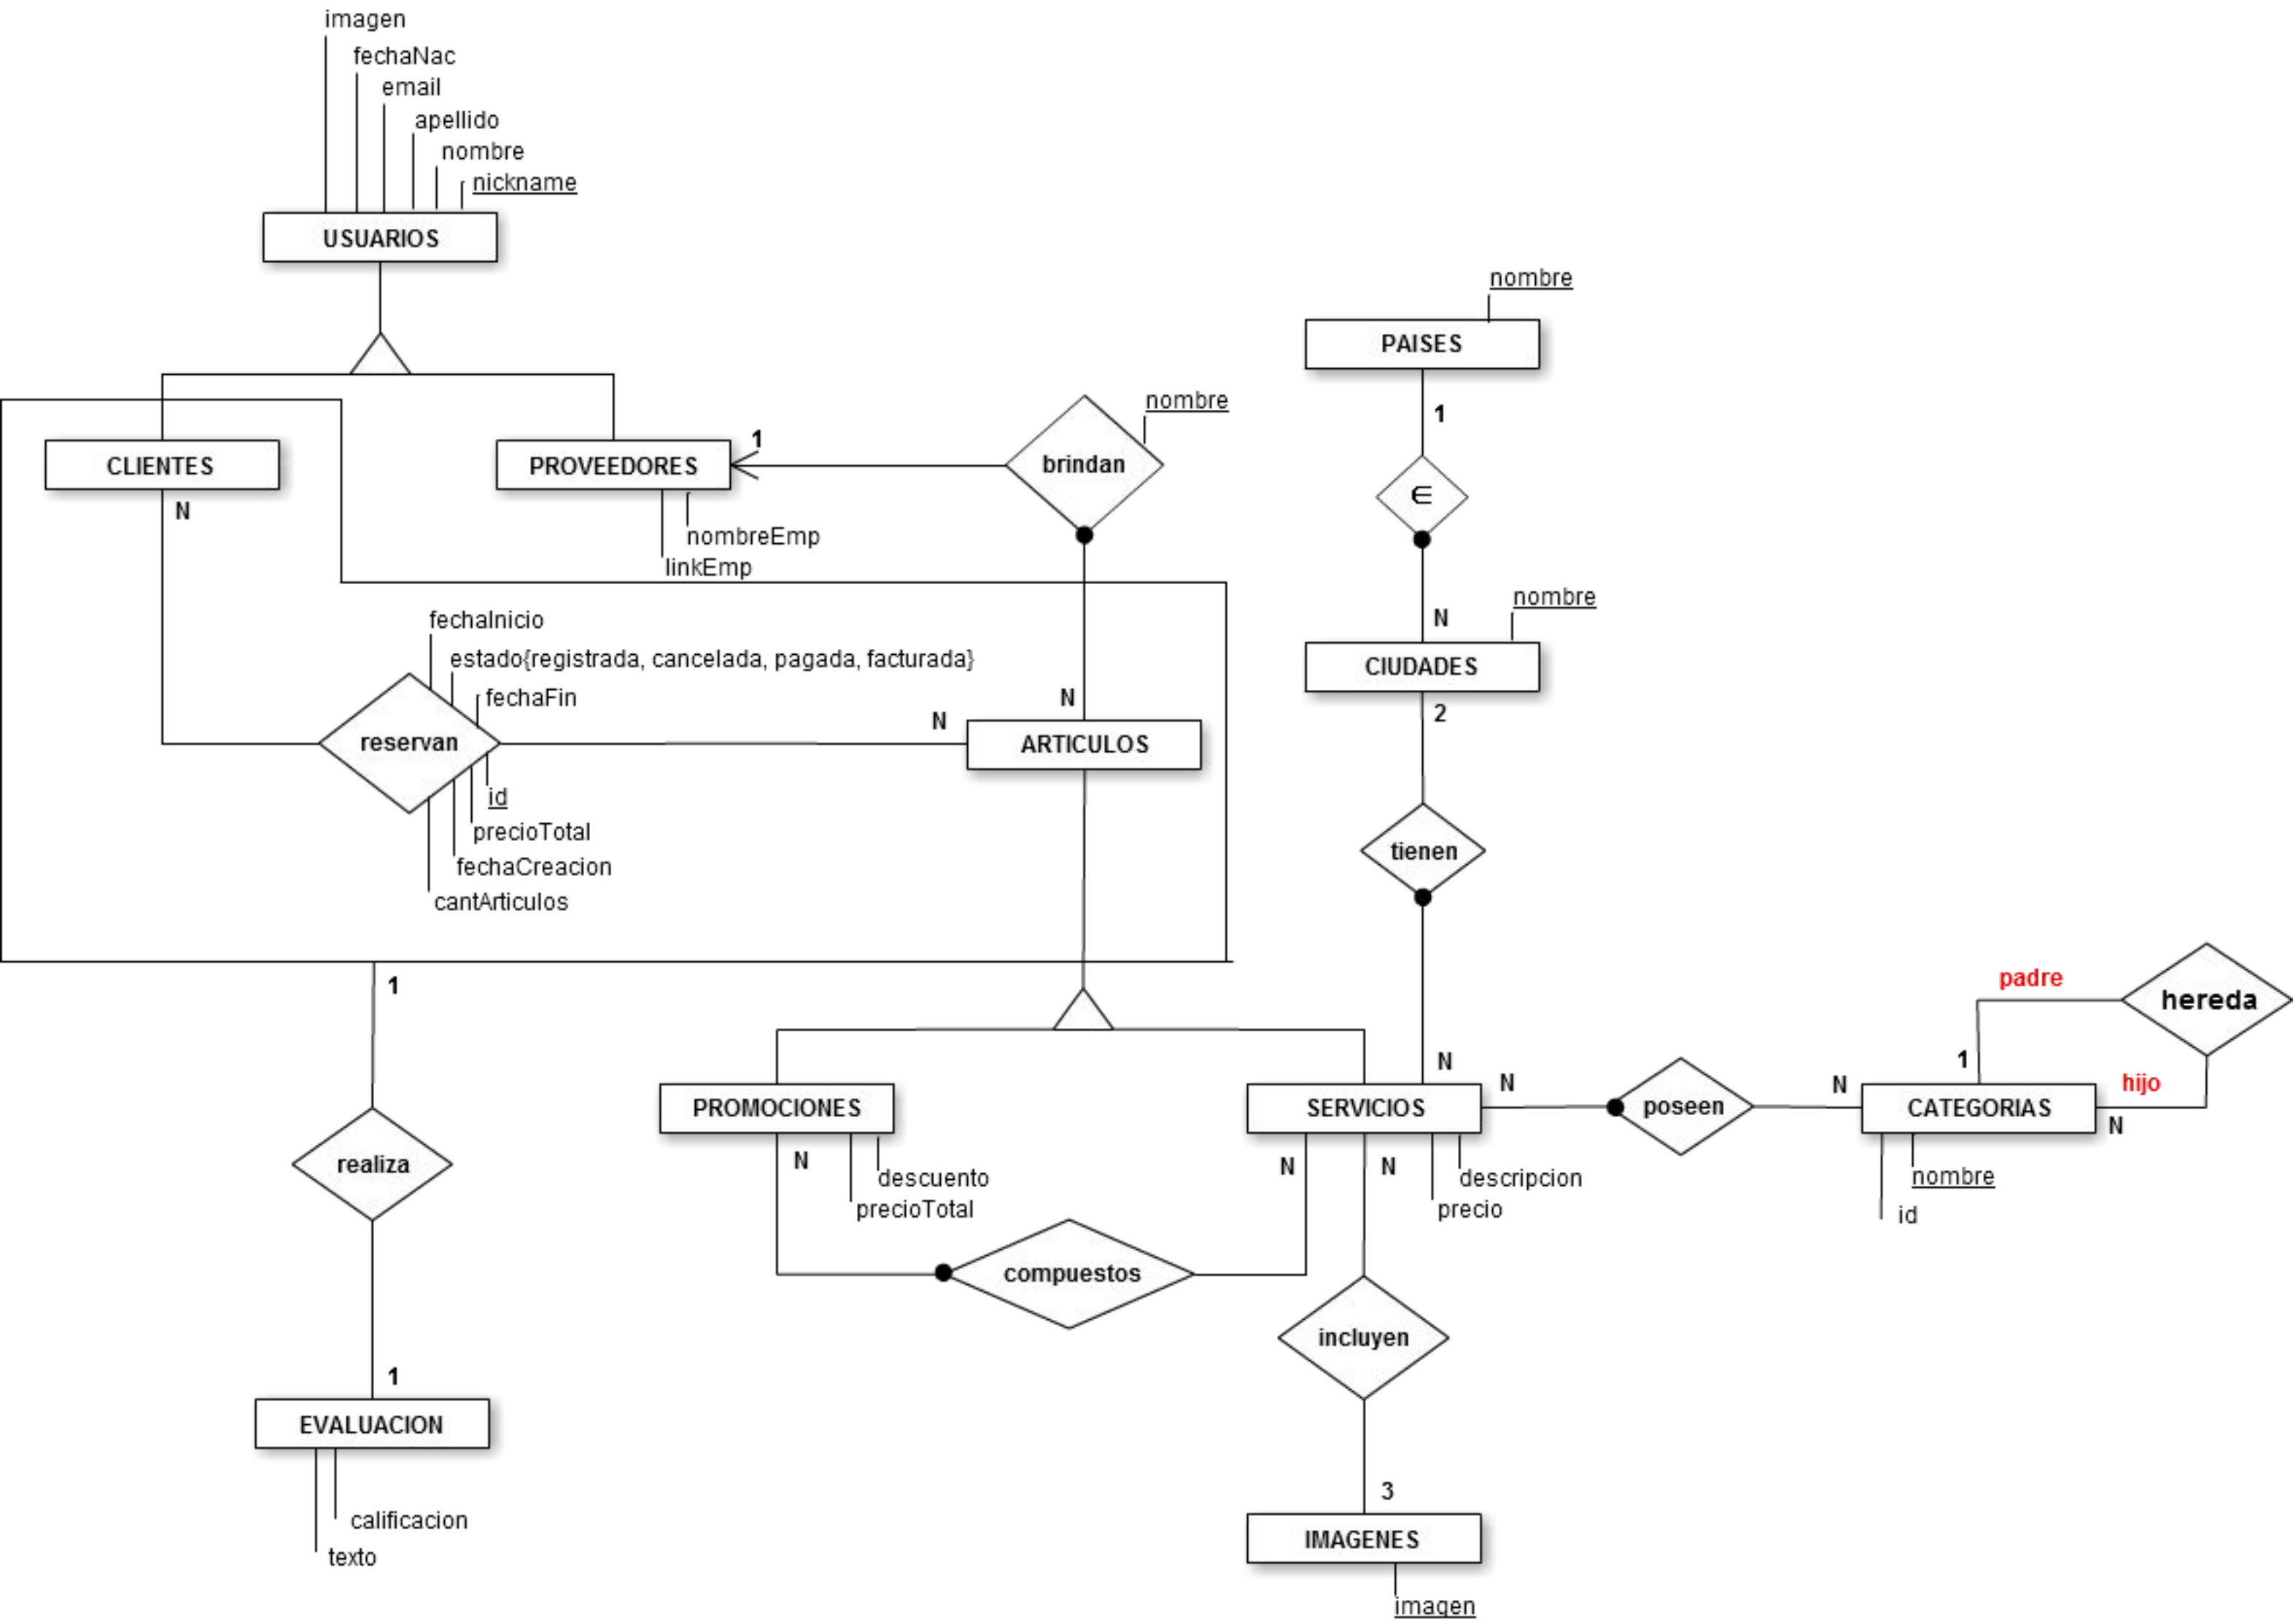 imagen
fechaNac
email
apellido
nombre
nickname
USUARIOS
nombre
PAISES
1
∈
N
nombre
CIUDADES
2
tienen
N
CLIENTES
N
PROVEEDORES
1
nombreEmp
linkEmp
brindan
nombre
fechaInicio
estado{registrada, cancelada, pagada, facturada}
fechaFin
reservan
id
precioTotal
fechaCreacion
cantArticulos
N
N
ARTICULOS
1
realiza
1
EVALUACION
calificacion
texto
PROMOCIONES
N
descuento
precioTotal
compuestos
SERVICIOS
N
N
descripcion
precio
N
poseen
N
CATEGORIAS
nombre
id
padre
1
hereda
hijo
N
incluyen
3
IMAGENES
imagen